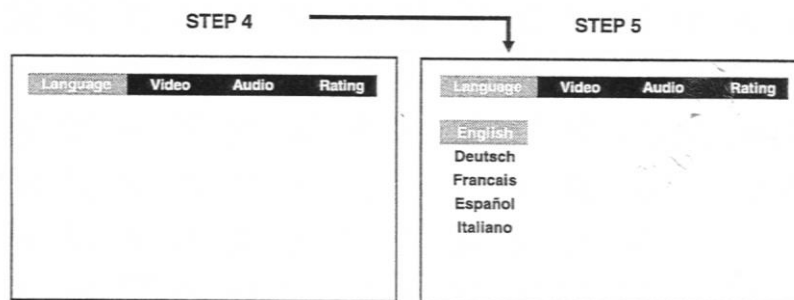 STEP 4
STEP 5
Language Video Audio Rating
Language Video Audio Rating
English
Deutsch
Francais
Español
Italiano